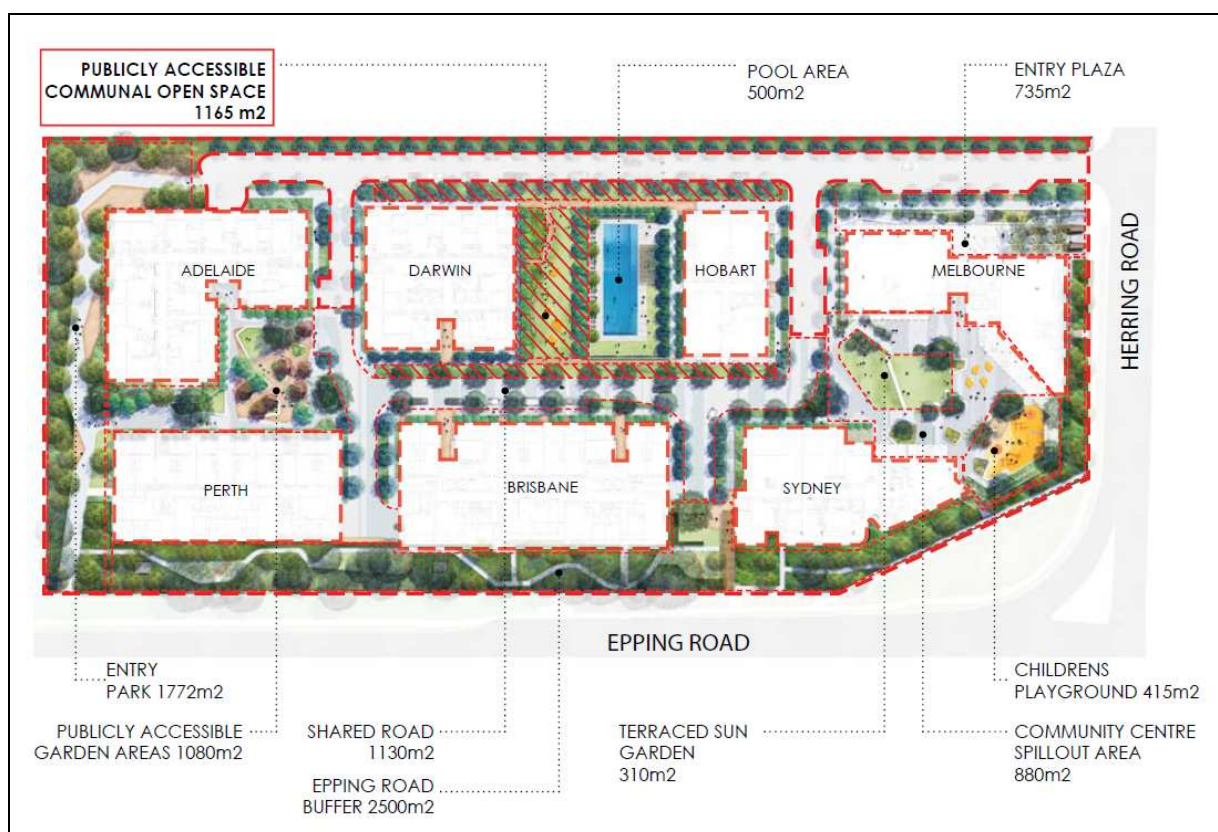 PUBLICLY ACCESSIBLE
COMMUNAL OPEN SPACE
1165 m2
POOL AREA
500m2
ENTRY PLAZA
735m2
ADELAIDE
DARWIN
HOBART
MELBOURNE
HERRING ROAD
PERTH
BRISBANE
SYDNEY
EPPING ROAD
ENTRY
PARK 1772m2
PUBLICLY ACCESSIBLE
GARDEN AREAS 1080m2
SHARED ROAD
1130m2
EPPING ROAD
BUFFER 2500m2
TERRACED SUN
GARDEN
310m2
CHILDRENS
PLAYGROUND 415m2
COMMUNITY CENTRE
SPILLOUT AREA
880m2